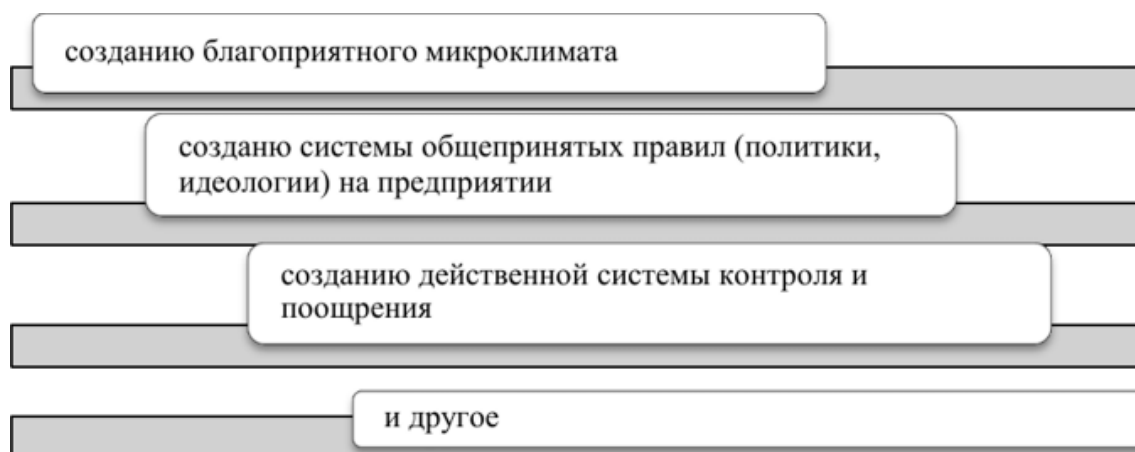 созданию благоприятного микроклимата
созданю системы общепринятых правил (политики,
идеологии) на предприятии
созданию действенной системы контроля и
поощрения
и другое